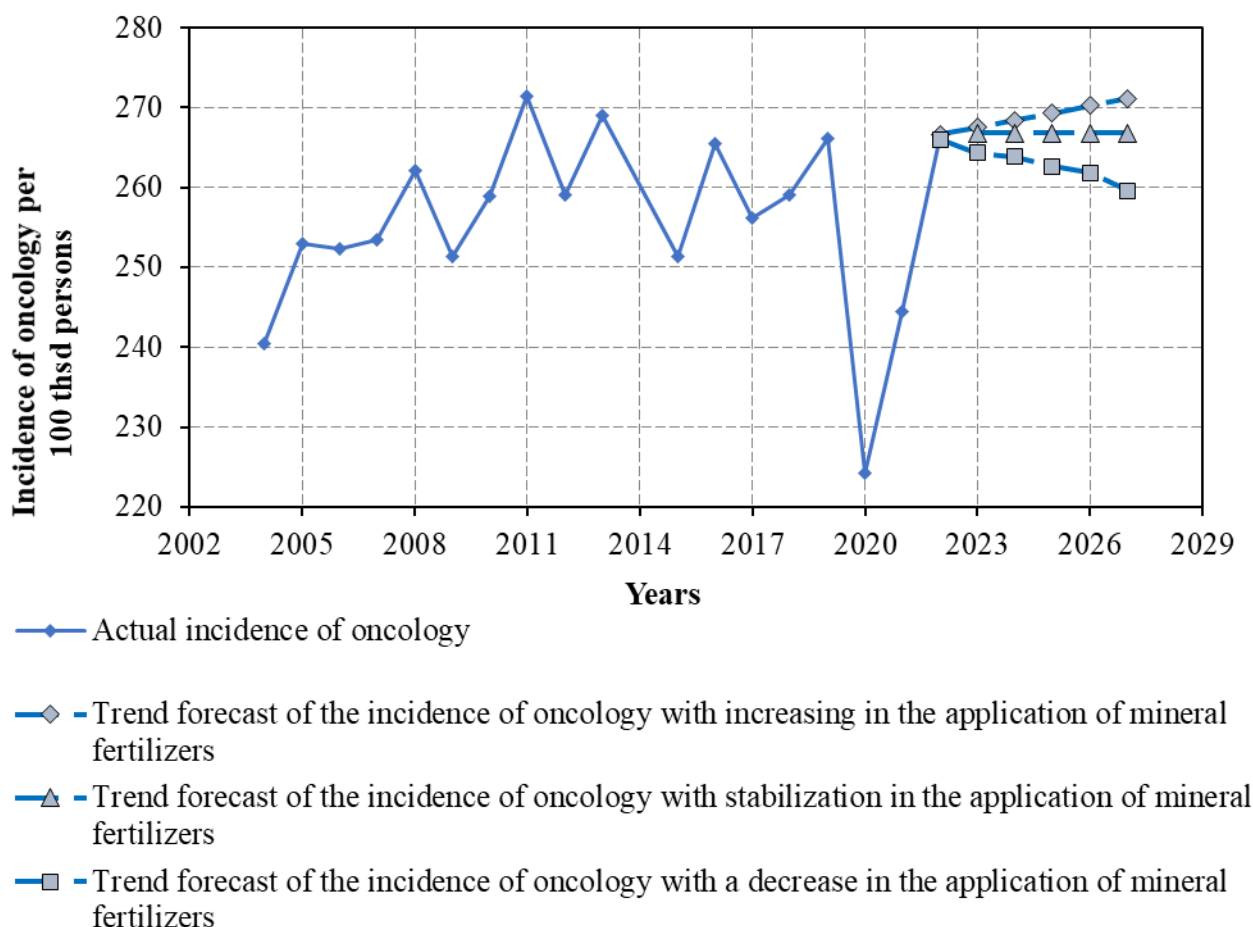 280
270
260
250
240
230
220
Incidence of oncology per
100 thsd persons
2002 2005 2008 2011 2014 2017 2020 2023 2026 2029
Years
Actual incidence of oncology
Trend forecast of the incidence of oncology with increasing in the application of mineral
fertilizers
Trend forecast of the incidence of oncology with stabilization in the application of mineral
fertilizers
Trend forecast of the incidence of oncology with a decrease in the application of mineral
fertilizers